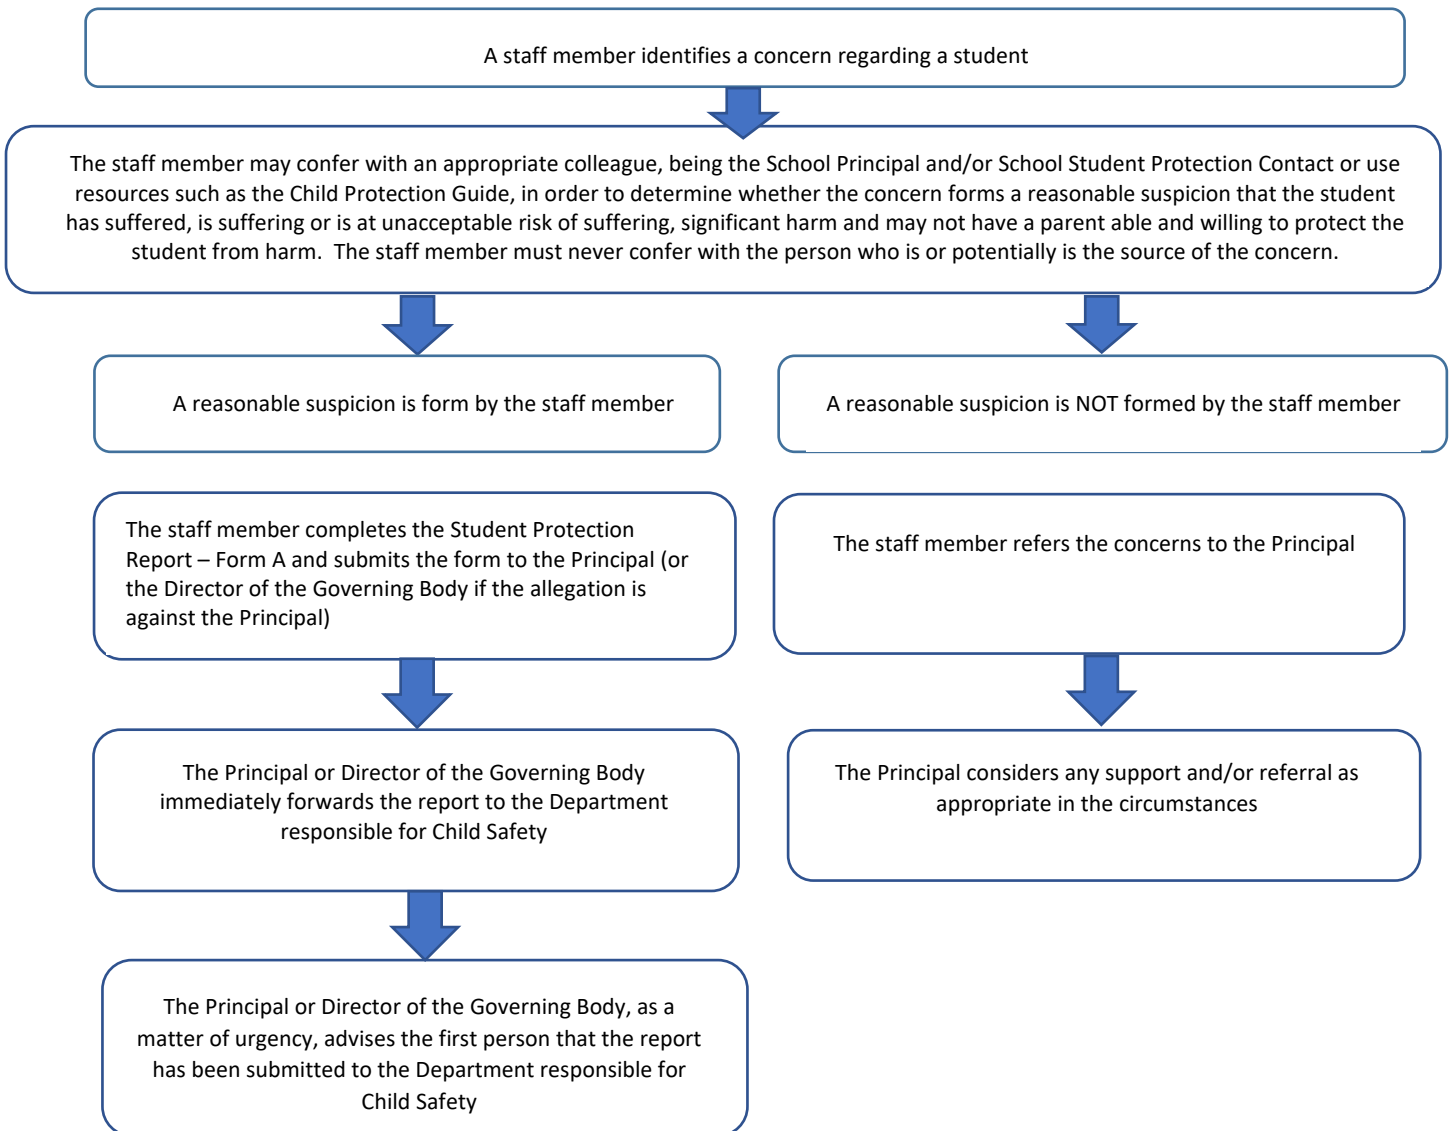 A staff member identifies a concern regarding a student
The staff member may confer with an appropriate colleague, being the School Principal and/or School Student Protection Contact or use
resources such as the Child Protection Guide, in order to determine whether the concern forms a reasonable suspicion that the student
has suffered, is suffering or is at unacceptable risk of suffering, significant harm and may not have a parent able and willing to protect the
student from harm.  The staff member must never confer with the person who is or potentially is the source of the concern.
A reasonable suspicion is form by the staff member
A reasonable suspicion is NOT formed by the staff member
The staff member completes the Student Protection
Report – Form A and submits the form to the Principal (or
the Director of the Governing Body if the allegation is
against the Principal)
The staff member refers the concerns to the Principal
The Principal or Director of the Governing Body
immediately forwards the report to the Department
responsible for Child Safety
The Principal considers any support and/or referral as
appropriate in the circumstances
The Principal or Director of the Governing Body, as a
matter of urgency, advises the first person that the report
has been submitted to the Department responsible for
Child Safety